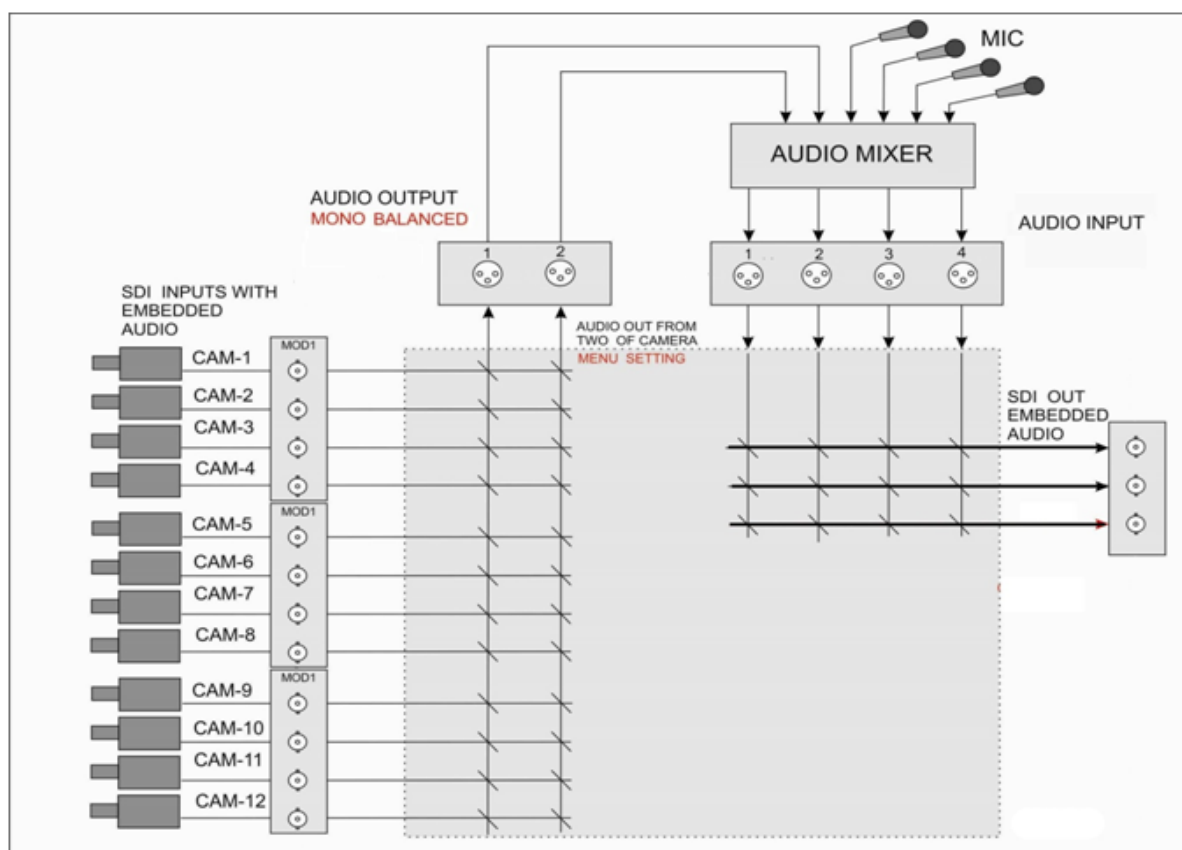 MIC
AUDIO MIXER
AUDIO OUTPUT
MONO BALANCED
AUDIO INPUT
1
2
1
2
3
4
SDI INPUTS WITH
EMBEDDED
AUDIO
AUDIO OUT FROM
TWO OF CAMERA
MENU SETTING
MOD1
CAM-1
CAM-2
CAM-3
CAM-4
SDI OUT
EMBEDDED
AUDIO
MOD1
CAM-5
CAM-6
CAM-7
CAM-8
MOD1
CAM-9
CAM-10
CAM-11
CAM-12